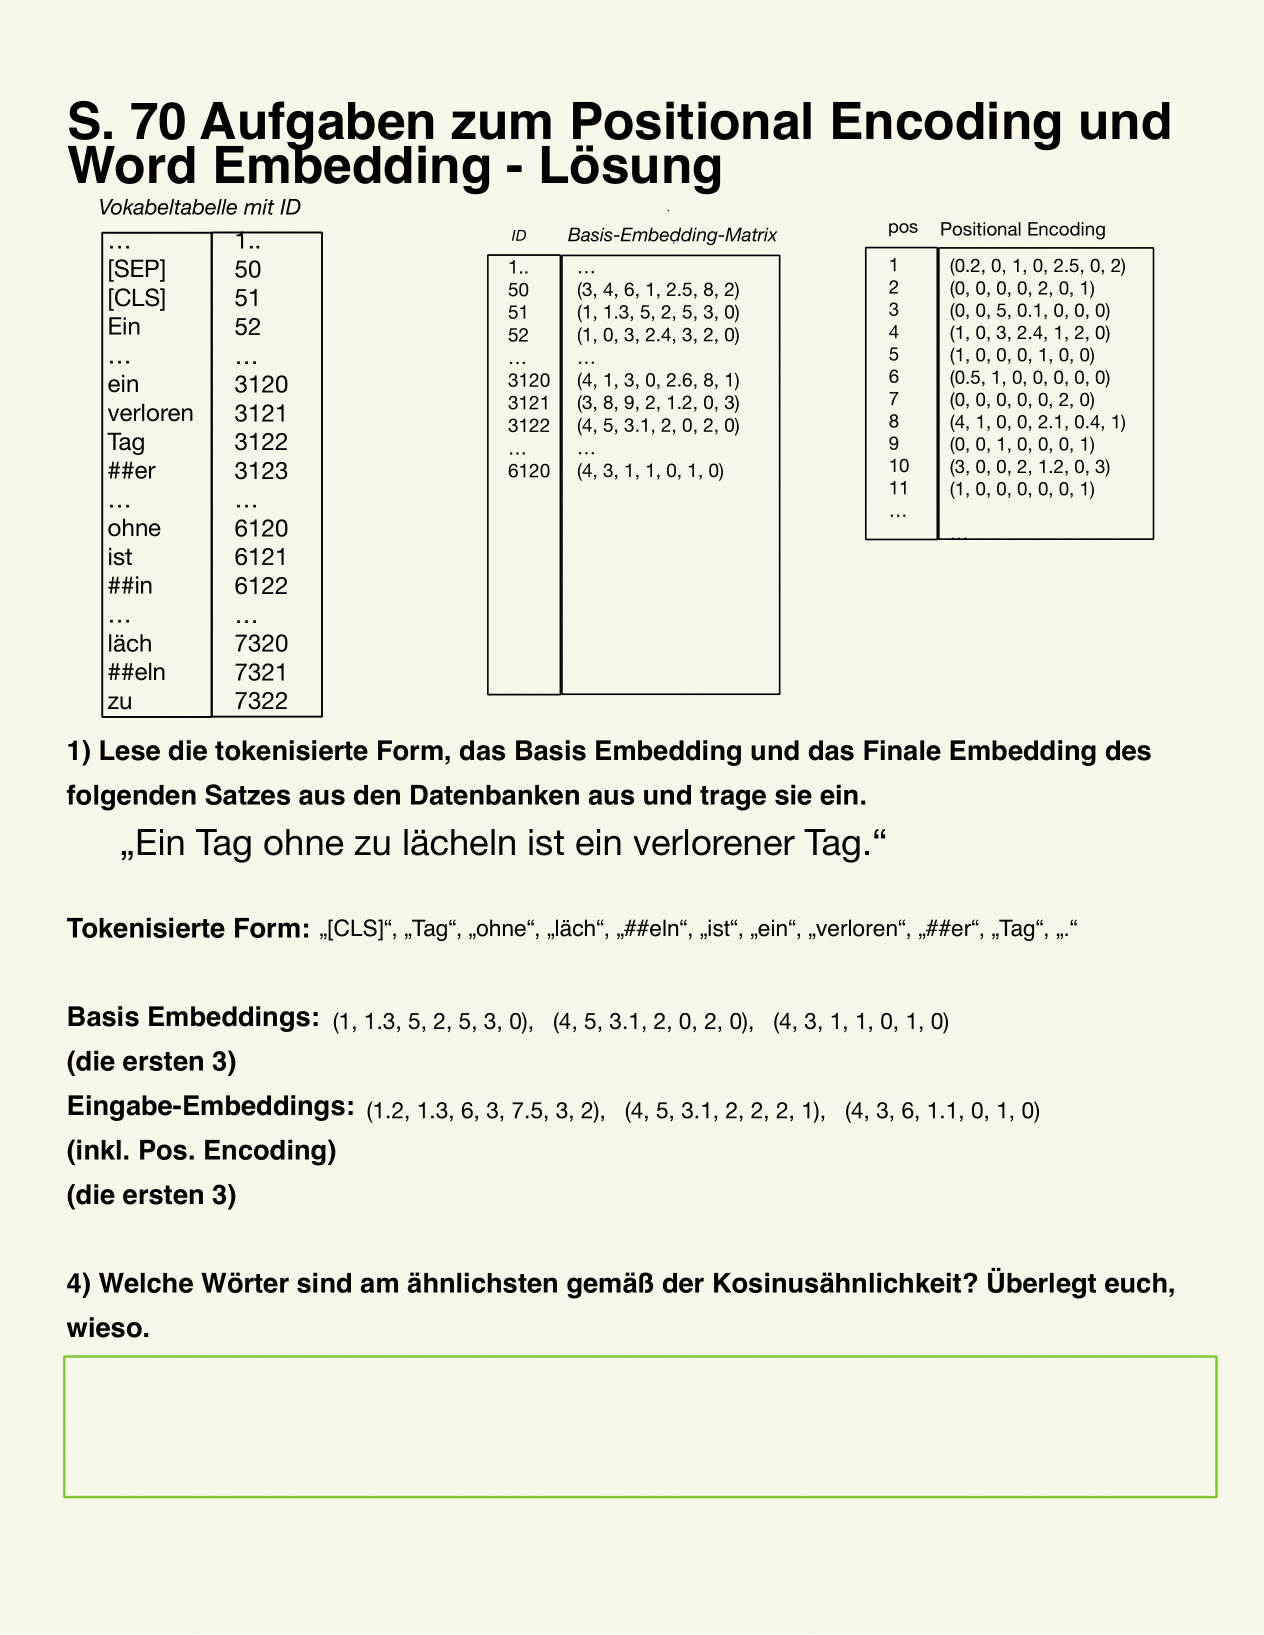 S. 70 Aufgaben zum Positional Encoding und
Word Embedding - Lösung
Vokabeltabelle mit ID
… 1..
[SEP] 50
[CLS] 51
Ein 52
… …
ein 3120
verloren 3121
Tag 3122
##er 3123
… …
ohne 6120
ist 6121
##in 6122
… …
läch 7320
##eln 7321
zu 7322
ID Basis-Embedding-Matrix
1.. …
50 (3, 4, 6, 1, 2.5, 8, 2)
51 (1, 1.3, 5, 2, 5, 3, 0)
52 (1, 0, 3, 2.4, 3, 2, 0)
… …
3120 (4, 1, 3, 0, 2.6, 8, 1)
3121 (3, 8, 9, 2, 1.2, 0, 3)
3122 (4, 5, 3.1, 2, 0, 2, 0)
… …
6120 (4, 3, 1, 1, 0, 1, 0)
pos Positional Encoding
1 (0.2, 0, 1, 0, 2.5, 0, 2)
2 (0, 0, 0, 0, 2, 0, 1)
3 (0, 0, 5, 0.1, 0, 0, 0)
4 (1, 0, 3, 2.4, 1, 2, 0)
5 (1, 0, 0, 0, 1, 0, 0)
6 (0.5, 1, 0, 0, 0, 0, 0)
7 (0, 0, 0, 0, 0, 2, 0)
8 (4, 1, 0, 0, 2.1, 0.4, 1)
9 (0, 0, 1, 0, 0, 0, 1)
10 (3, 0, 0, 2, 1.2, 0, 3)
11 (1, 0, 0, 0, 0, 0, 1)
… …
1) Lese die tokenisierte Form, das Basis Embedding und das Finale Embedding des
folgenden Satzes aus den Datenbanken aus und trage sie ein.
„Ein Tag ohne zu lächeln ist ein verlorener Tag.“
Tokenisierte Form: „[CLS]“, „Tag“, „ohne“, „läch“, „##eln“, „ist“, „ein“, „verloren“, „##er“, „Tag“, „.“
Basis Embeddings: (1, 1.3, 5, 2, 5, 3, 0), (4, 5, 3.1, 2, 0, 2, 0), (4, 3, 1, 1, 0, 1, 0)
(die ersten 3)
Eingabe-Embeddings: (1.2, 1.3, 6, 3, 7.5, 3, 2), (4, 5, 3.1, 2, 2, 2, 1), (4, 3, 6, 1.1, 0, 1, 0)
(inkl. Pos. Encoding)
(die ersten 3)
4) Welche Wörter sind am ähnlichsten gemäß der Kosinusähnlichkeit? Überlegt euch,
wieso.